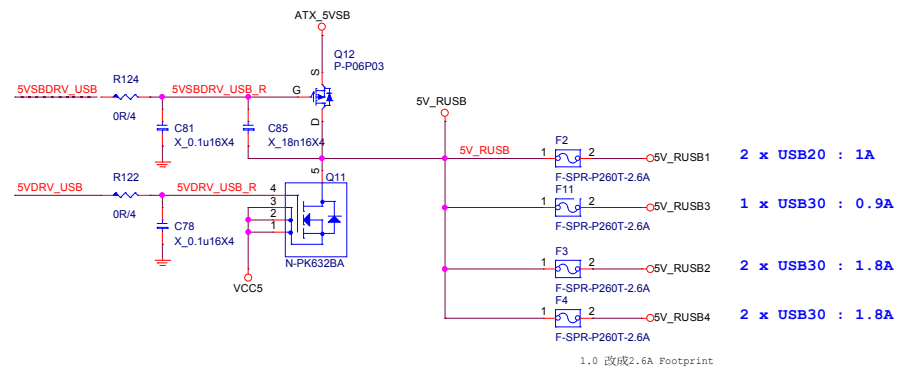 ATX_5VSB
Q12
P-P06P03
S
G
D
R124
5VSBDRV_USB
5VSBDRV_USB_R
0R/4
C81
X_0.1u16X4
C85
X_18n16X4
5V_RUSB
5V_RUSB
F2
1 2
5V_RUSB1
2 x USB20 : 1A
F-SPR-P260T-2.6A
F11
1 2
5V_RUSB3
1 x USB30 : 0.9A
F-SPR-P260T-2.6A
F3
1 2
5V_RUSB2
2 x USB30 : 1.8A
F-SPR-P260T-2.6A
F4
1 2
5V_RUSB4
2 x USB30 : 1.8A
F-SPR-P260T-2.6A
1.0 改成2.6A Footprint
R122
5VDRV_USB
5VDRV_USB_R
0R/4
C78
X_0.1u16X4
5
Q11
4
3
2
1
N-PK632BA
VCC5